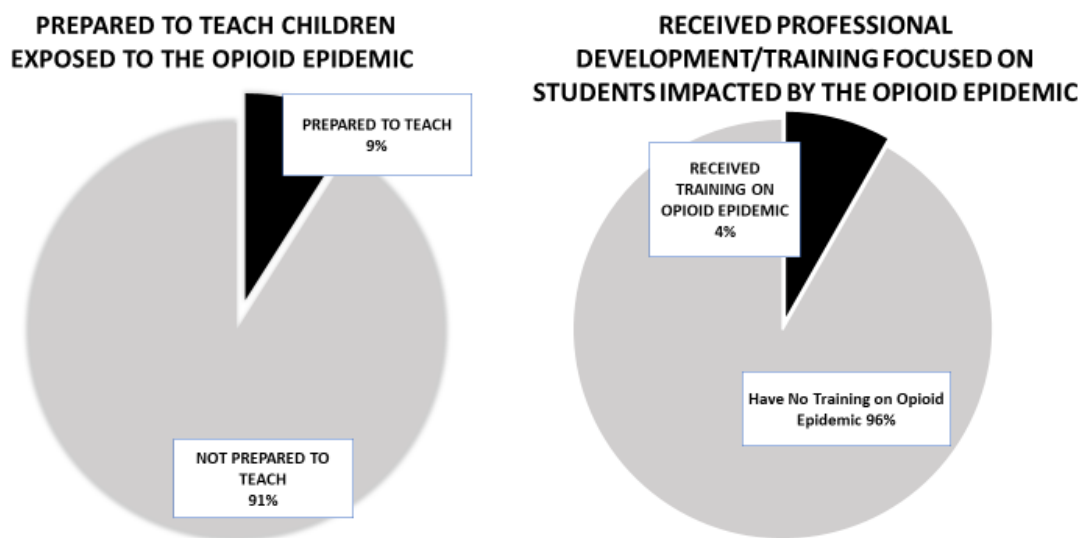 PREPARED TO TEACH CHILDREN
EXPOSED TO THE OPIOID EPIDEMIC
PREPARED TO TEACH
9%
NOT PREPARED TO
TEACH
91%
RECEIVED PROFESSIONAL
DEVELOPMENT/TRAINING FOCUSED ON
STUDENTS IMPACTED BY THE OPIOID EPIDEMIC
RECEIVED
TRAINING ON
OPIOID EPIDEMIC
4%
Have No Training on Opioid
Epidemic 96%